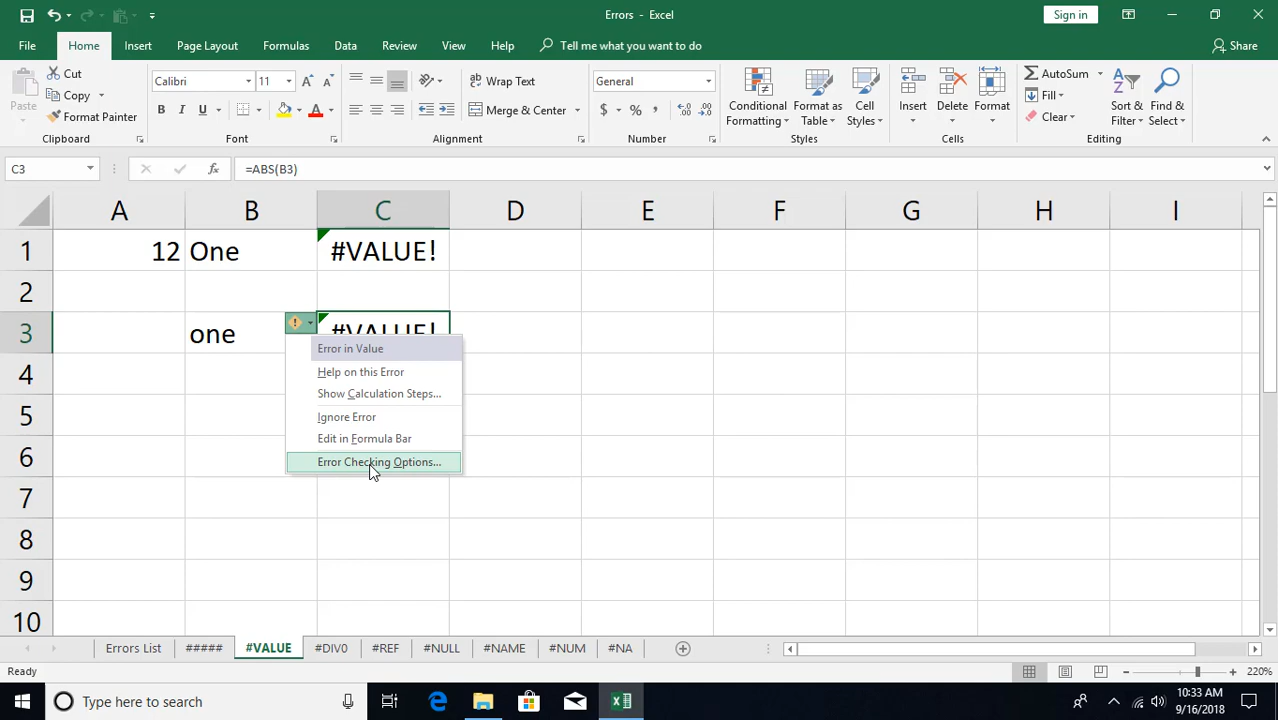 Errors - Excel
Sign in
File Home Insert Page Layout Formulas Data Review View Help Tell me what you want to do Share
Paste
Cut
Copy
Format Painter
Clipboard
Calibri 11
B I U
Font
Wrap Text
Merge & Center
Alignment
General
$ % ,
Number
Conditional Formatting
Format as Table
Cell Styles
Styles
Insert
Delete
Format
Cells
AutoSum
Fill
Clear
Sort & Filter
Find & Select
Editing
C3 fx =ABS(B3)
A B C D E F G H I
1 12 One #VALUE!
2
3 one #VALUE!
Error in Value
Help on this Error
Show Calculation Steps...
Ignore Error
Edit in Formula Bar
Error Checking Options...
4
5
6
7
8
9
10
Errors List ##### #VALUE #DIV0 #REF #NULL #NAME #NUM #NA
Ready 220%
Type here to search
10:33 AM
9/16/2018